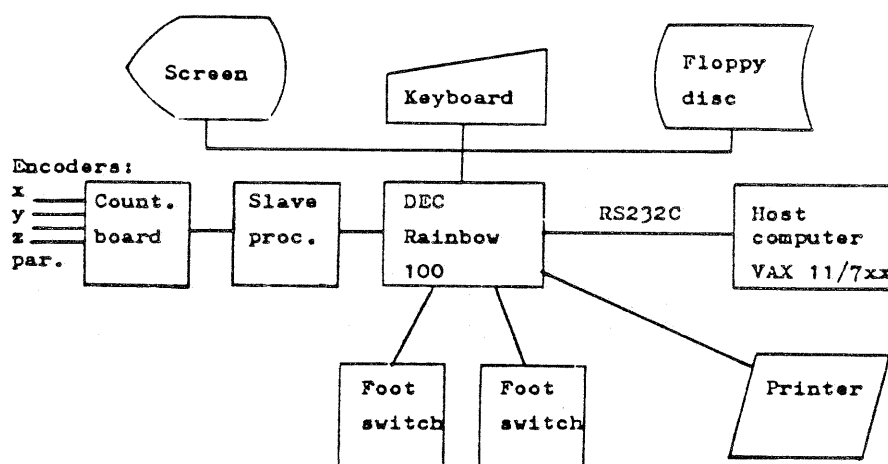 Screen
Keyboard
Floppy
disc
Encoders:
x
y
z
par.
Count.
board
Slave
proc.
DEC
Rainbow
100
RS232C
Host
computer
VAX 11/7xx
Foot
switch
Foot
switch
Printer